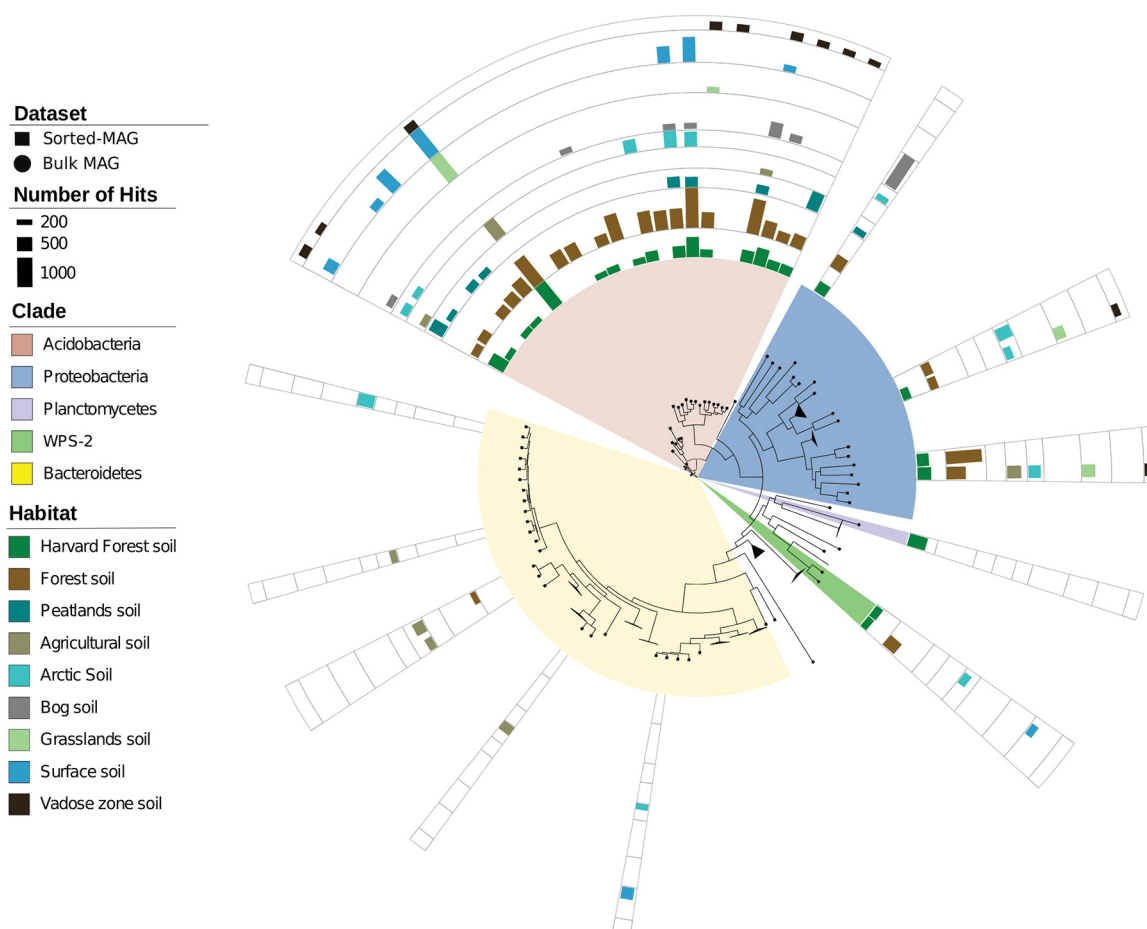 Dataset
Sorted-MAG
Bulk MAG
Number of Hits
200
500
1000
Clade
Acidobacteria
Proteobacteria
Planctomycetes
WPS-2
Bacteroidetes
Habitat
Harvard Forest soil
Forest soil
Peatlands soil
Agricultural soil
Arctic Soil
Bog soil
Grasslands soil
Surface soil
Vadose zone soil